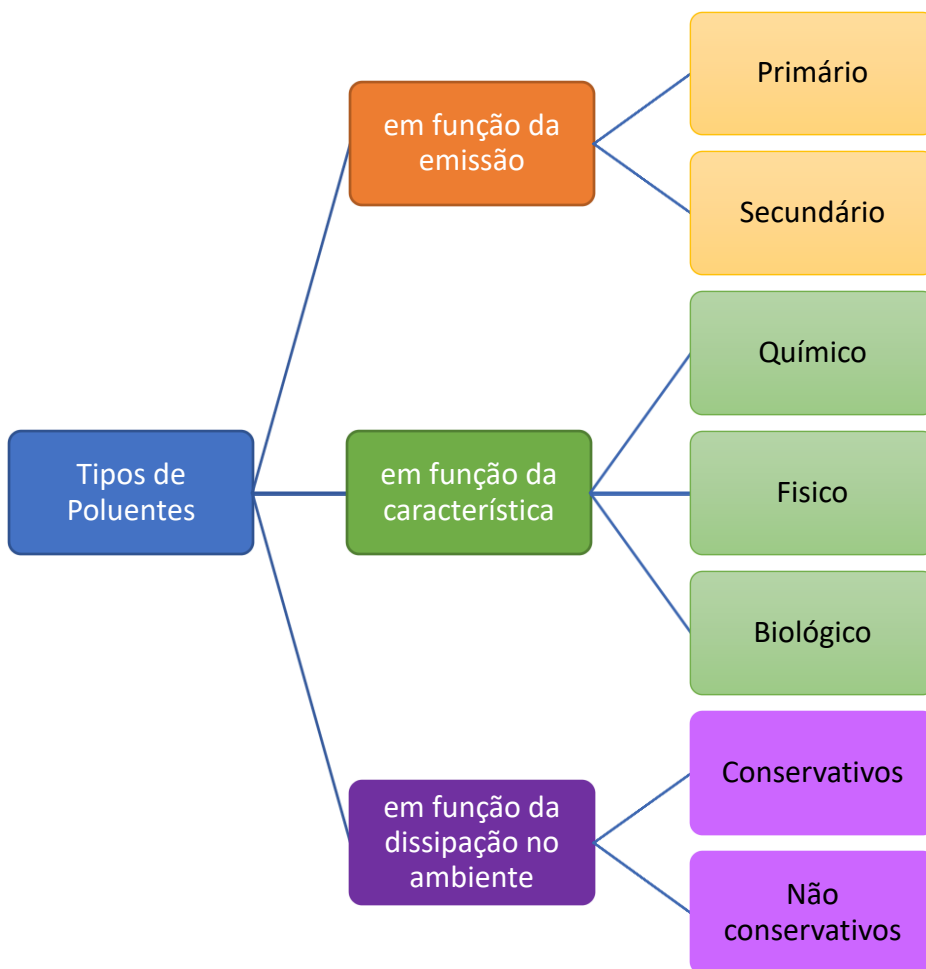 Tipos de
Poluentes
em função da
emissão
Primário
Secundário
em função da
característica
Químico
Fisico
Biológico
em função da
dissipação no
ambiente
Conservativos
Não
conservativos